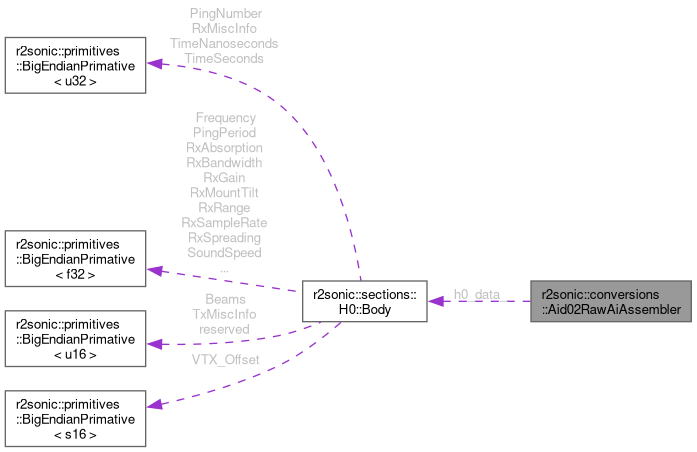 PingNumber
RxMiscInfo
TimeNanoseconds
TimeSeconds
r2sonic::primitives
::BigEndianPrimative
< u32 >
Frequency
PingPeriod
RxAbsorption
RxBandwidth
RxGain
RxMountTilt
RxRange
RxSampleRate
RxSpreading
SoundSpeed
...
r2sonic::primitives
::BigEndianPrimative
< f32 >
Beams
TxMiscInfo
reserved
r2sonic::primitives
::BigEndianPrimative
< u16 >
VTX_Offset
r2sonic::primitives
::BigEndianPrimative
< s16 >
r2sonic::sections::
H0::Body
h0_data_
r2sonic::conversions
::Aid02RawAiAssembler